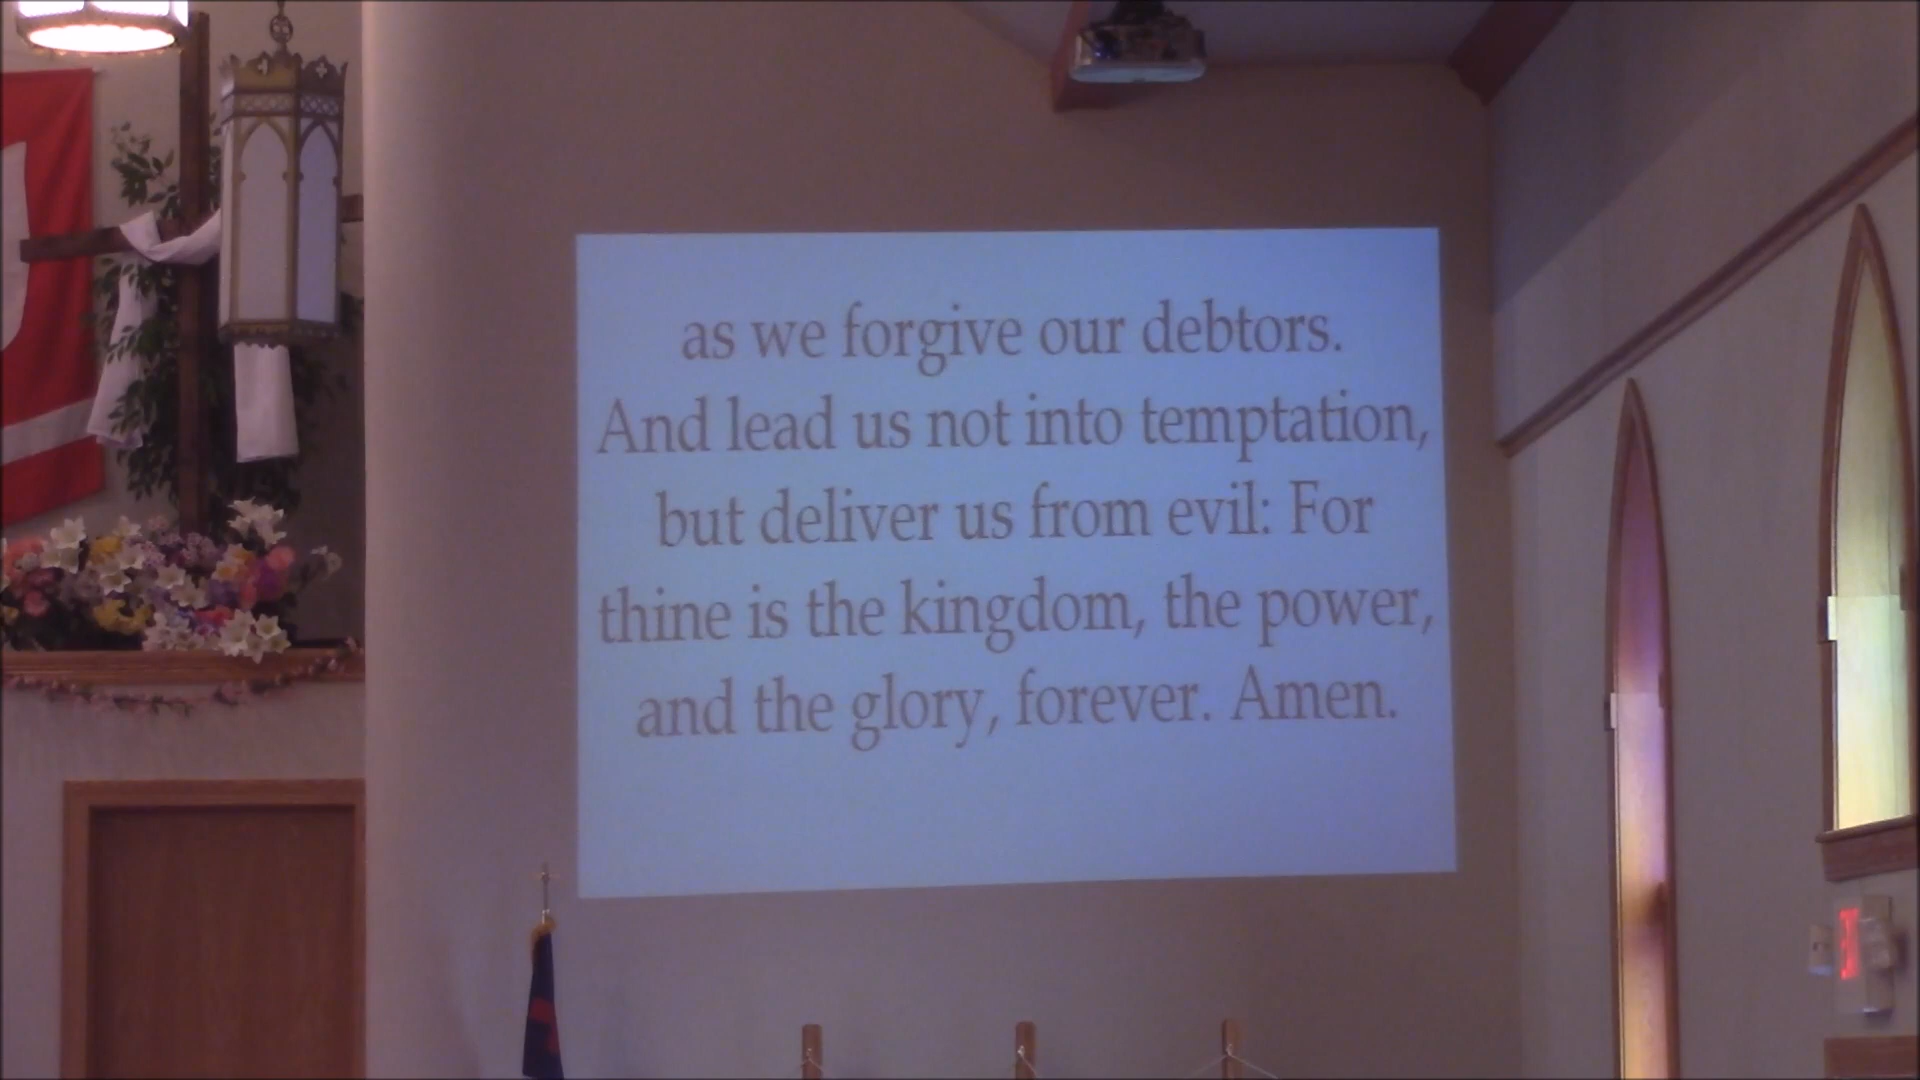 as we forgive our debtors.
And lead us not into temptation,
but deliver us from evil: For
thine is the kingdom, the power,
and the glory, forever. Amen.